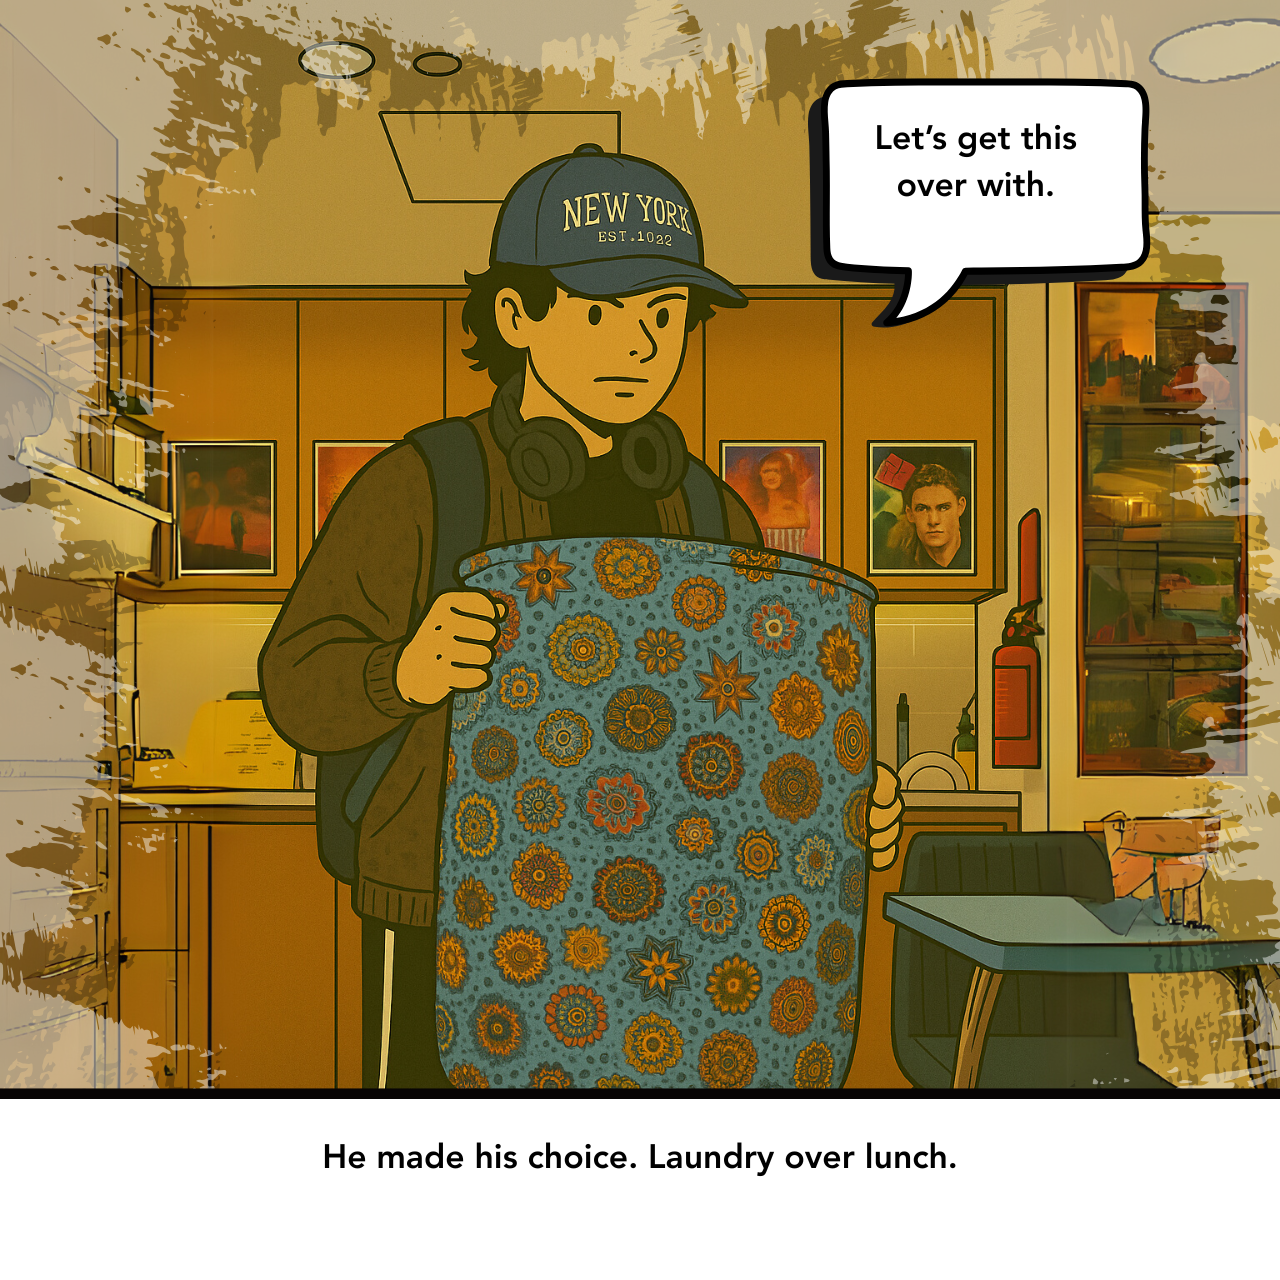 Let's get this
over with.
NEW YORK
EST.1022
He made his choice. Laundry over lunch.